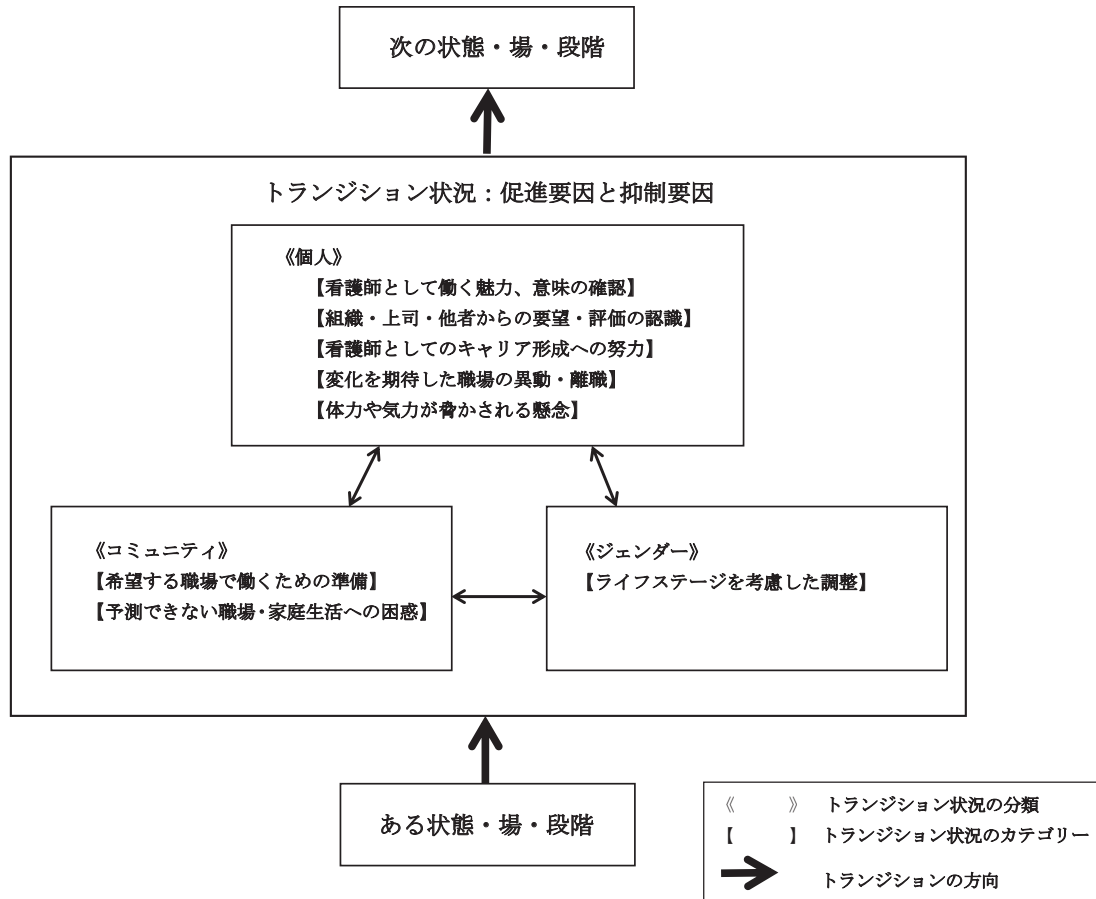 次の状態・場・段階
トランジション状況：促進要因と抑制要因
《個人》
【看護師として働く魅力、意味の確認】
【組織・上司・他者からの要望・評価の認識】
【看護師としてのキャリア形成への努力】
【変化を期待した職場の異動・離職】
【体力や気力が脅かされる懸念】
《コミュニティ》
【希望する職場で働くための準備】
【予測できない職場・家庭生活への困惑】
《ジェンダー》
【ライフステージを考慮した調整】
ある状態・場・段階
《　　》　トランジション状況の分類
【　　】　トランジション状況のカテゴリー
トランジションの方向